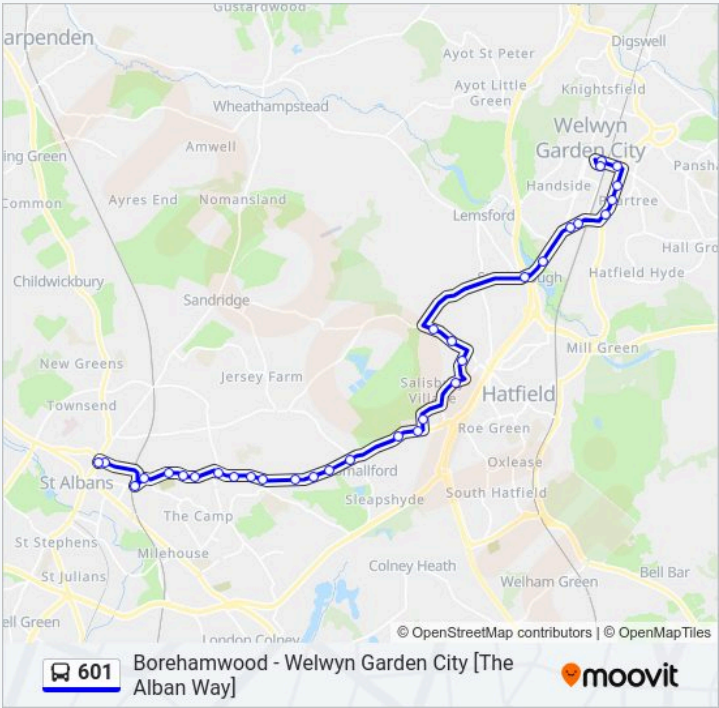 Gustardwood
arpenden
Digswell
Ayot St Peter
Ayot Little
Green
Knightsfield
Wheathampstead
Welwyn
Garden City
Amwell
ing Green
Pansha
Handside
Ayres End
Nomansland
Common
Lemsford
Hall Gro
Hatfield Hyde
Childwickbury
Sandridge
Mill Green
New Greens
Jersey Farm
Hatfield
Townsend
Roe Green
Oxlease
Smallford
St Albans
South Hatfield
Sleapshyde
The Camp
St Stephens
Milehouse
Colney Heath
St Julians
Welham Green
Bell Bar
ell Green
London Colney
© OpenStreetMap contributors | © OpenMapTiles
601
Borehamwood - Welwyn Garden City [The
Alban Way]
moovit